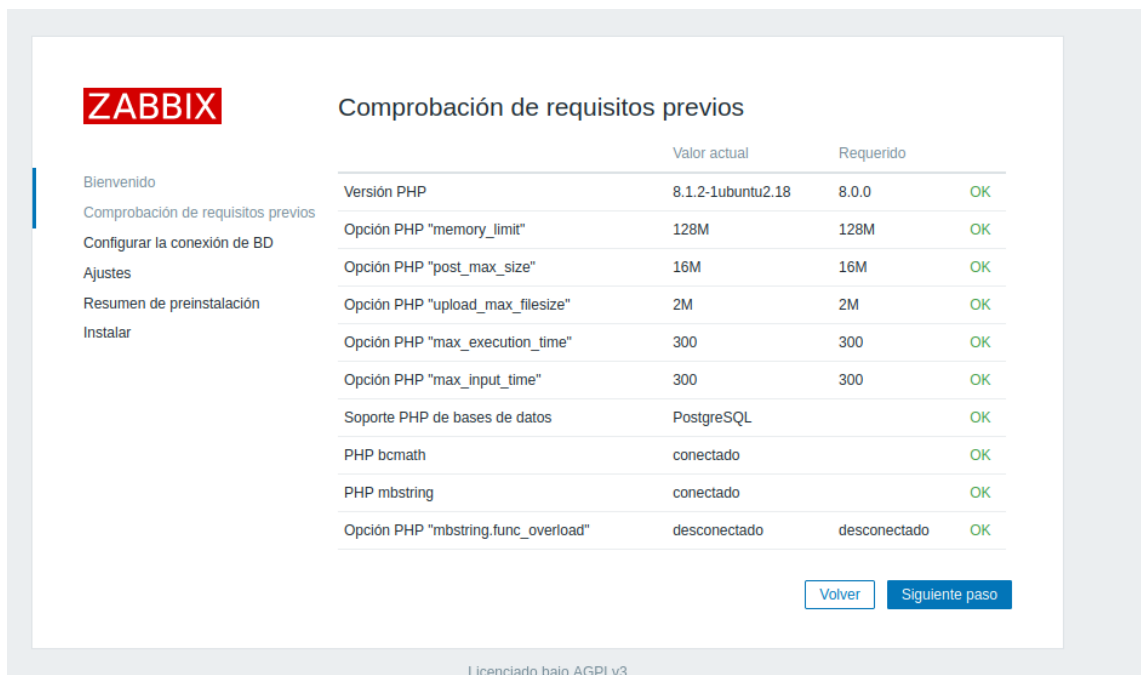 ZABBIX
Comprobación de requisitos previos
Bienvenido
Comprobación de requisitos previos
Configurar la conexión de BD
Ajustes
Resumen de preinstalación
Instalar
Valor actual Requerido
Versión PHP 8.1.2-1ubuntu2.18 8.0.0 OK
Opción PHP "memory_limit" 128M 128M OK
Opción PHP "post_max_size" 16M 16M OK
Opción PHP "upload_max_filesize" 2M 2M OK
Opción PHP "max_execution_time" 300 300 OK
Opción PHP "max_input_time" 300 300 OK
Soporte PHP de bases de datos PostgreSQL OK
PHP bcmath conectado OK
PHP mbstring conectado OK
Opción PHP "mbstring.func_overload" desconectado desconectado OK
Volver Siguiente paso
Licenciado bajo AGPLv3